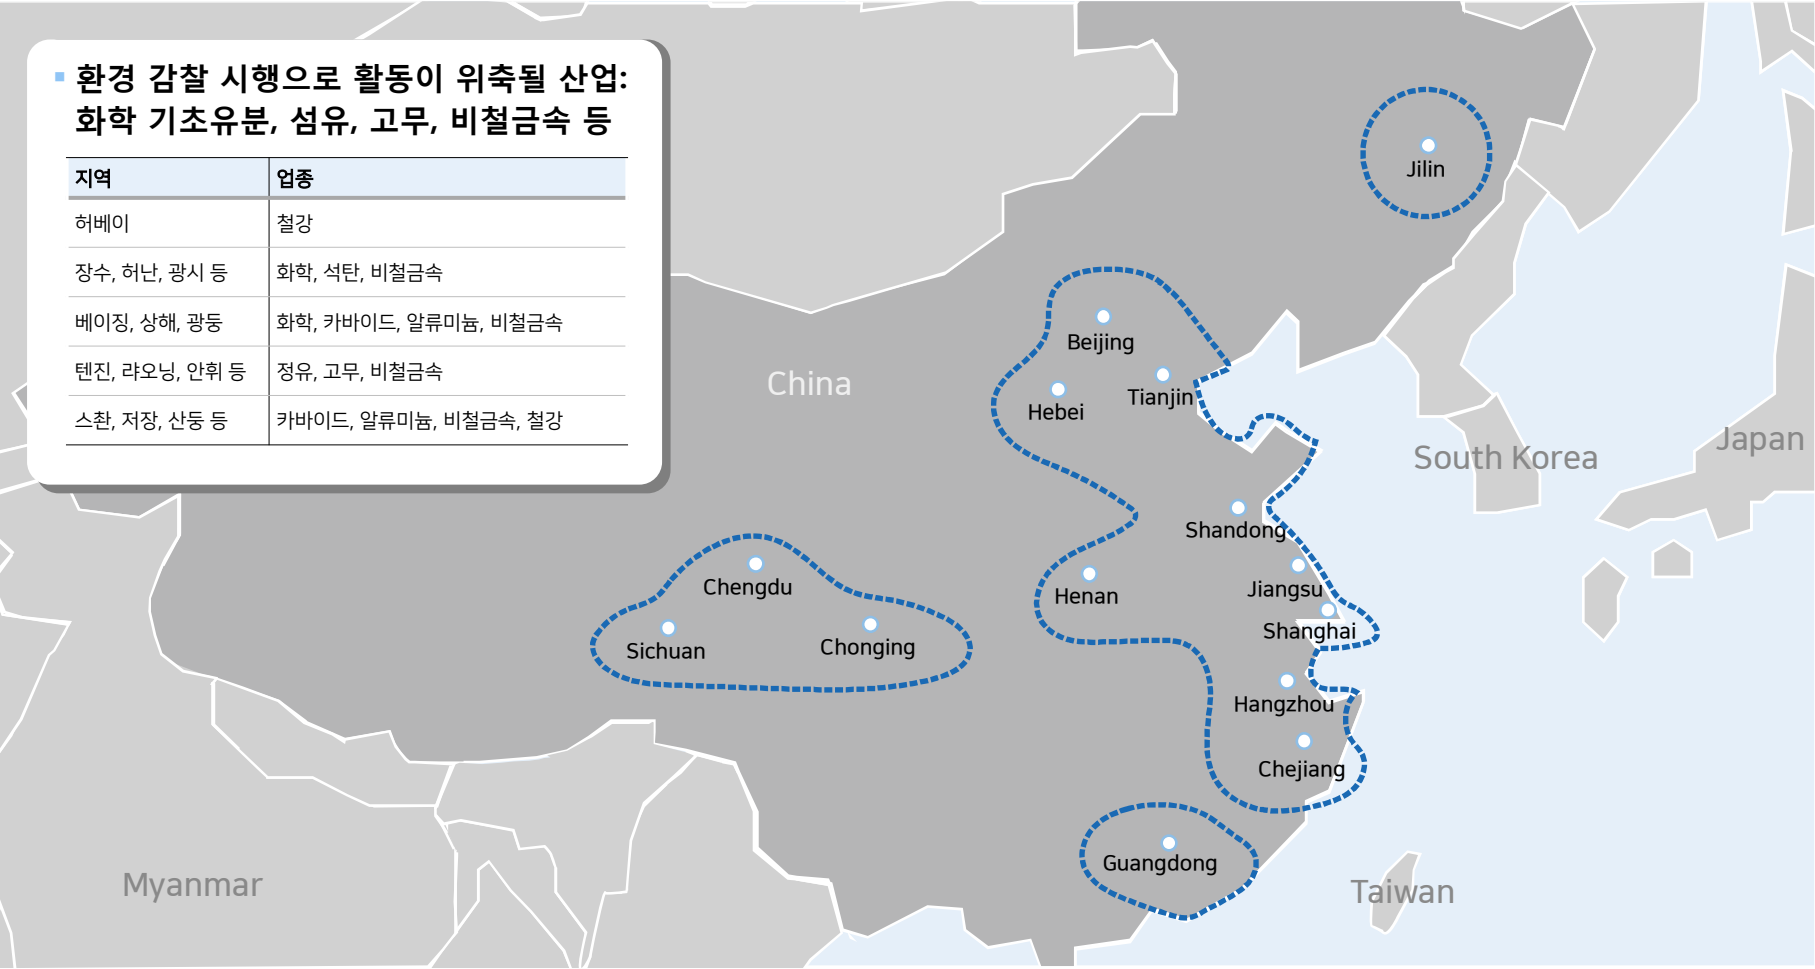 환경 감찰 시행으로 활동이 위축될 산업:
화학 기초유분, 섬유, 고무, 비철금속 등
지역 업종
허베이 철강
장수, 허난, 광시 등 화학, 석탄, 비철금속
베이징, 상해, 광둥 화학, 카바이드, 알류미늄, 비철금속
텐진, 랴오닝, 안휘 등 정유, 고무, 비철금속
스촨, 저장, 산둥 등 카바이드, 알류미늄, 비철금속, 철강
Jilin
Beijing
China
Tianjin
Hebei
Japan
South Korea
Shandong
Chengdu
Jiangsu
Henan
Shanghai
Sichuan
Chonging
Hangzhou
Chejiang
Guangdong
Myanmar
Taiwan